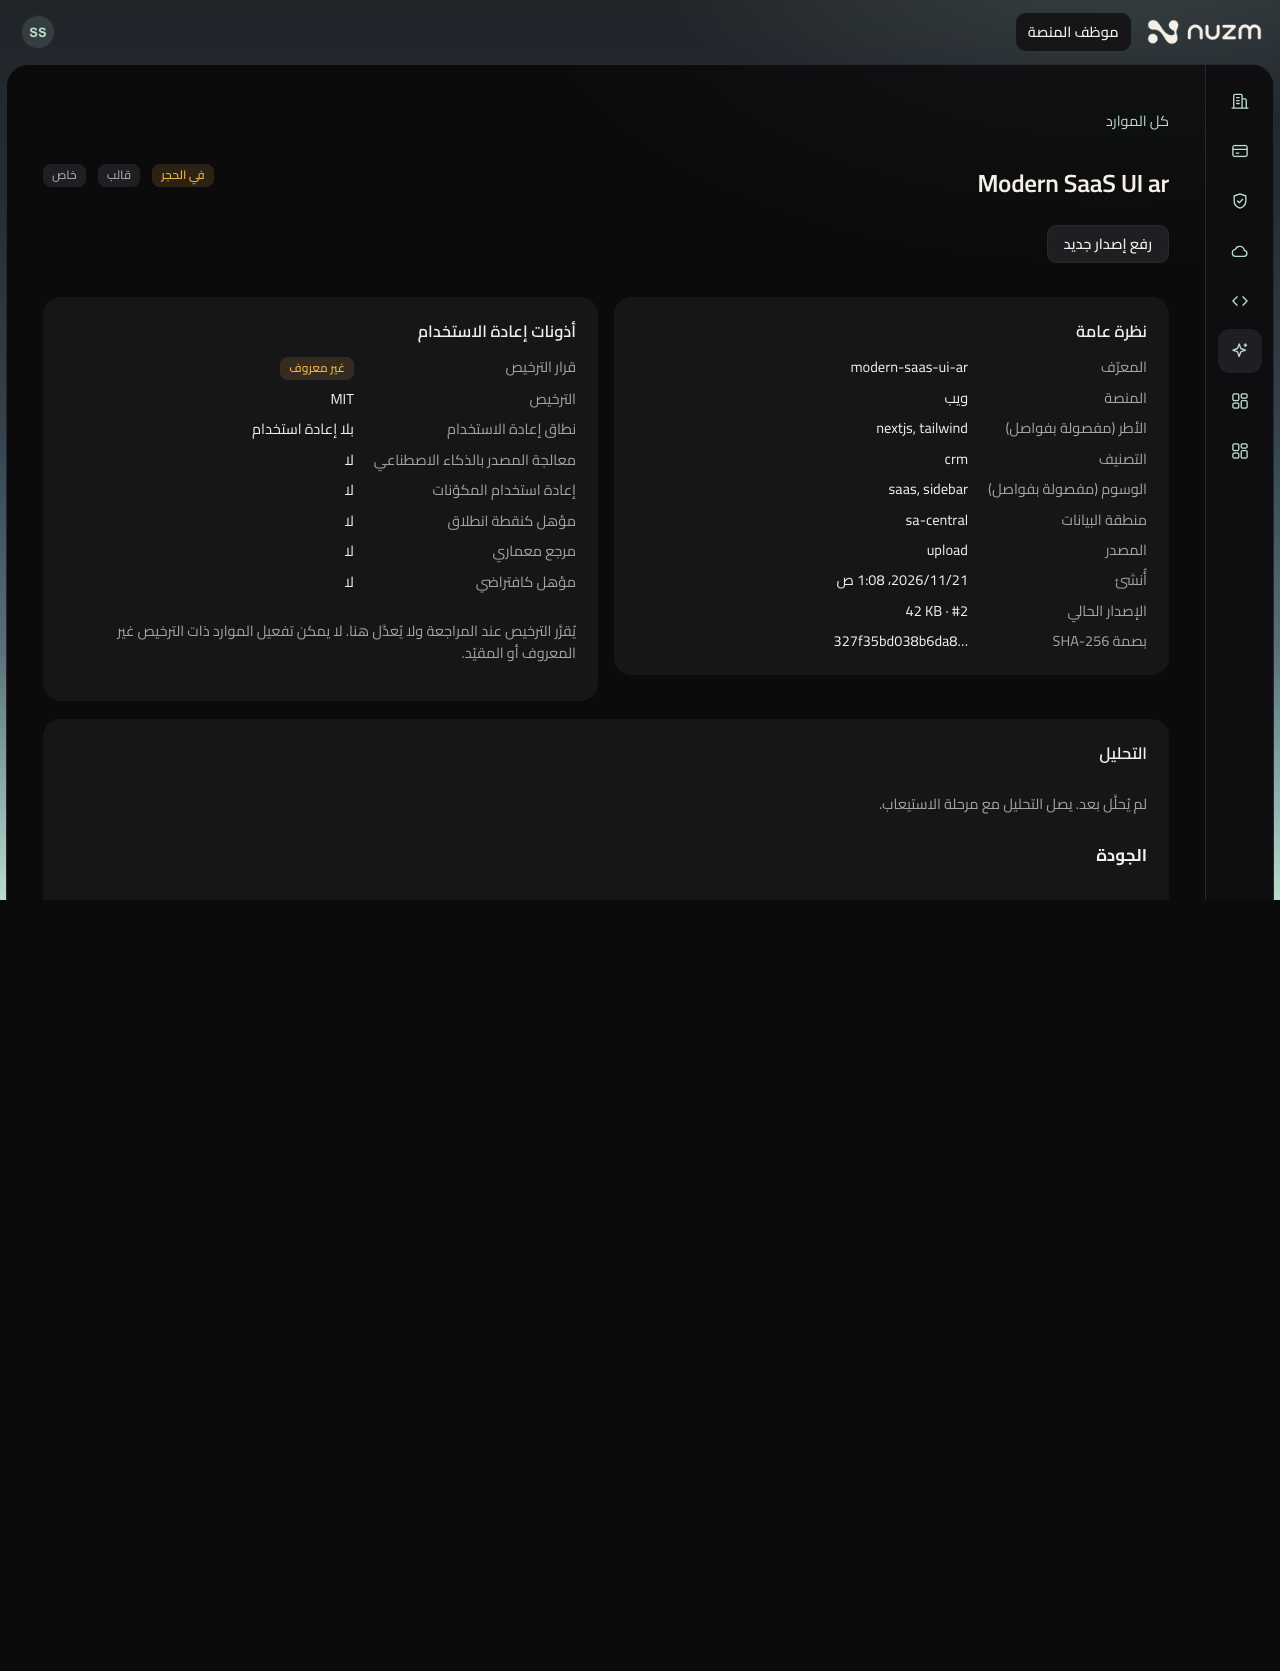 nuzm
موظف المنصة
SS
كل الموارد
Modern SaaS UI ar
في الحجر
قالب
خاص
رفع إصدار جديد
نظرة عامة
المعرّف modern-saas-ui-ar
المنصة ويب
الأطر (مفصولة بفواصل) nextjs, tailwind
التصنيف crm
الوسوم (مفصولة بفواصل) saas, sidebar
منطقة البيانات sa-central
المصدر upload
أُنشئ 2026/11/21، 1:08 ص
الإصدار الحالي #2 · 42 KB
بصمة SHA-256 327f35bd038b6da8…
أذونات إعادة الاستخدام
قرار الترخيص غير معروف
الترخيص MIT
نطاق إعادة الاستخدام بلا إعادة استخدام
معالجة المصدر بالذكاء الاصطناعي لا
إعادة استخدام المكوّنات لا
مؤهل كنقطة انطلاق لا
مرجع معماري لا
مؤهل كافتراضي لا
يُقرَّر الترخيص عند المراجعة ولا يُعدَّل هنا. لا يمكن تفعيل الموارد ذات الترخيص غير
المعروف أو المقيّد.
التحليل
لم يُحلَّل بعد. يصل التحليل مع مرحلة الاستيعاب.
الجودة